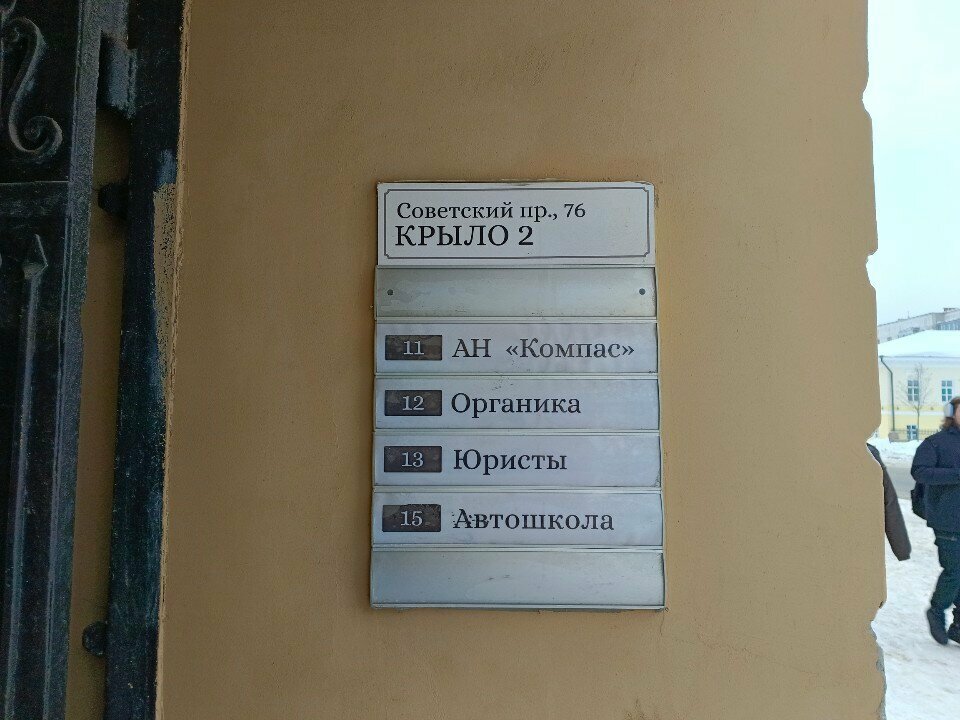 Советский пр., 76
КРЫЛО 2
11 АН «Компас»
12 Органика
13 Юристы
15 Автошкола